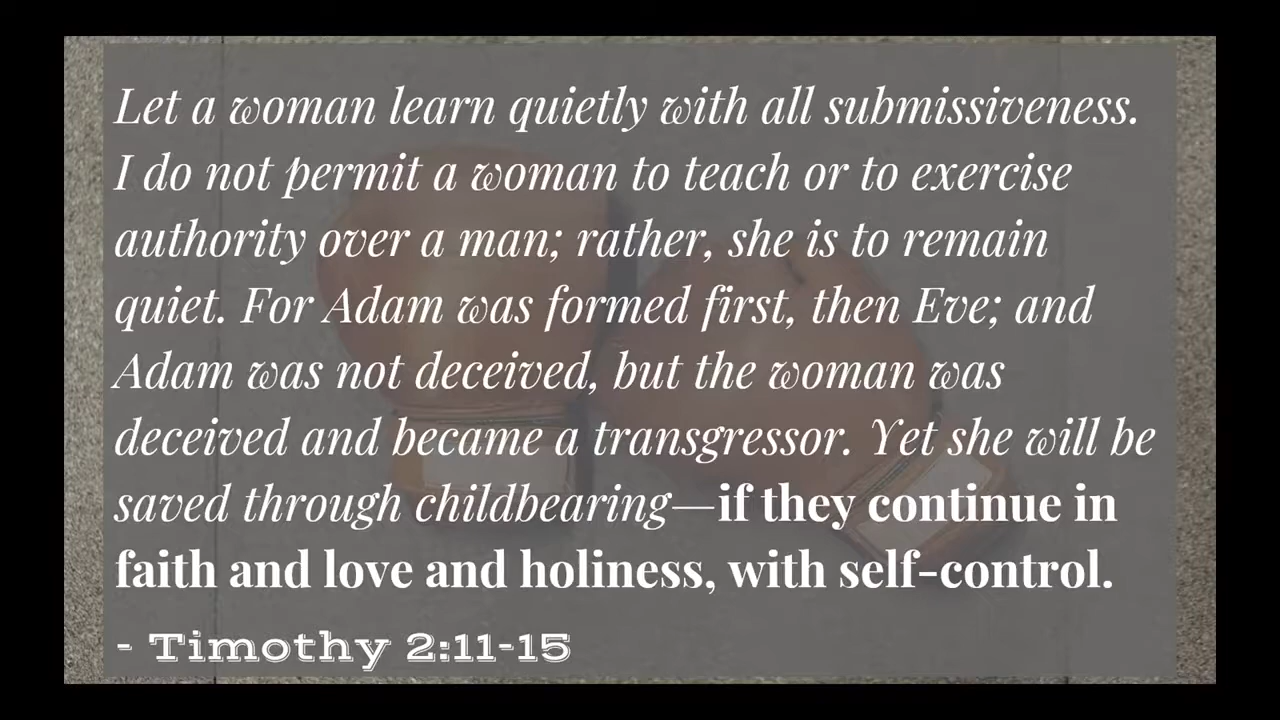 Let a woman learn quietly with all submissiveness.
I do not permit a woman to teach or to exercise
authority over a man; rather, she is to remain
quiet. For Adam was formed first, then Eve; and
Adam was not deceived, but the woman was
deceived and became a transgressor. Yet she will be
saved through childbearing—if they continue in
faith and love and holiness, with self-control.
- Timothy 2:11-15